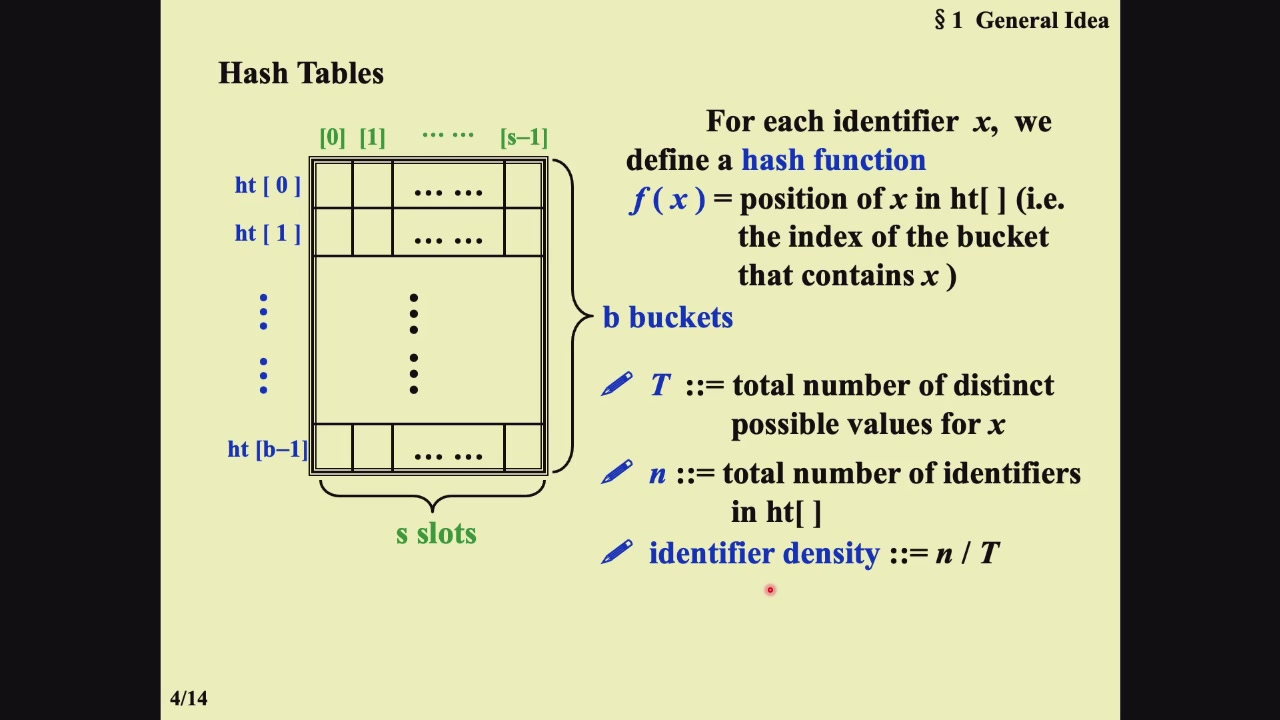 § 1 General Idea
Hash Tables
[0] [1] … … [s–1]
ht [ 0 ] … …
ht [ 1 ] … …
ht [b–1] … …
s slots
b buckets
For each identifier x, we
define a hash function
f ( x ) = position of x in ht[ ] (i.e.
the index of the bucket
that contains x )
T ::= total number of distinct
possible values for x
n ::= total number of identifiers
in ht[ ]
identifier density ::= n / T
4/14